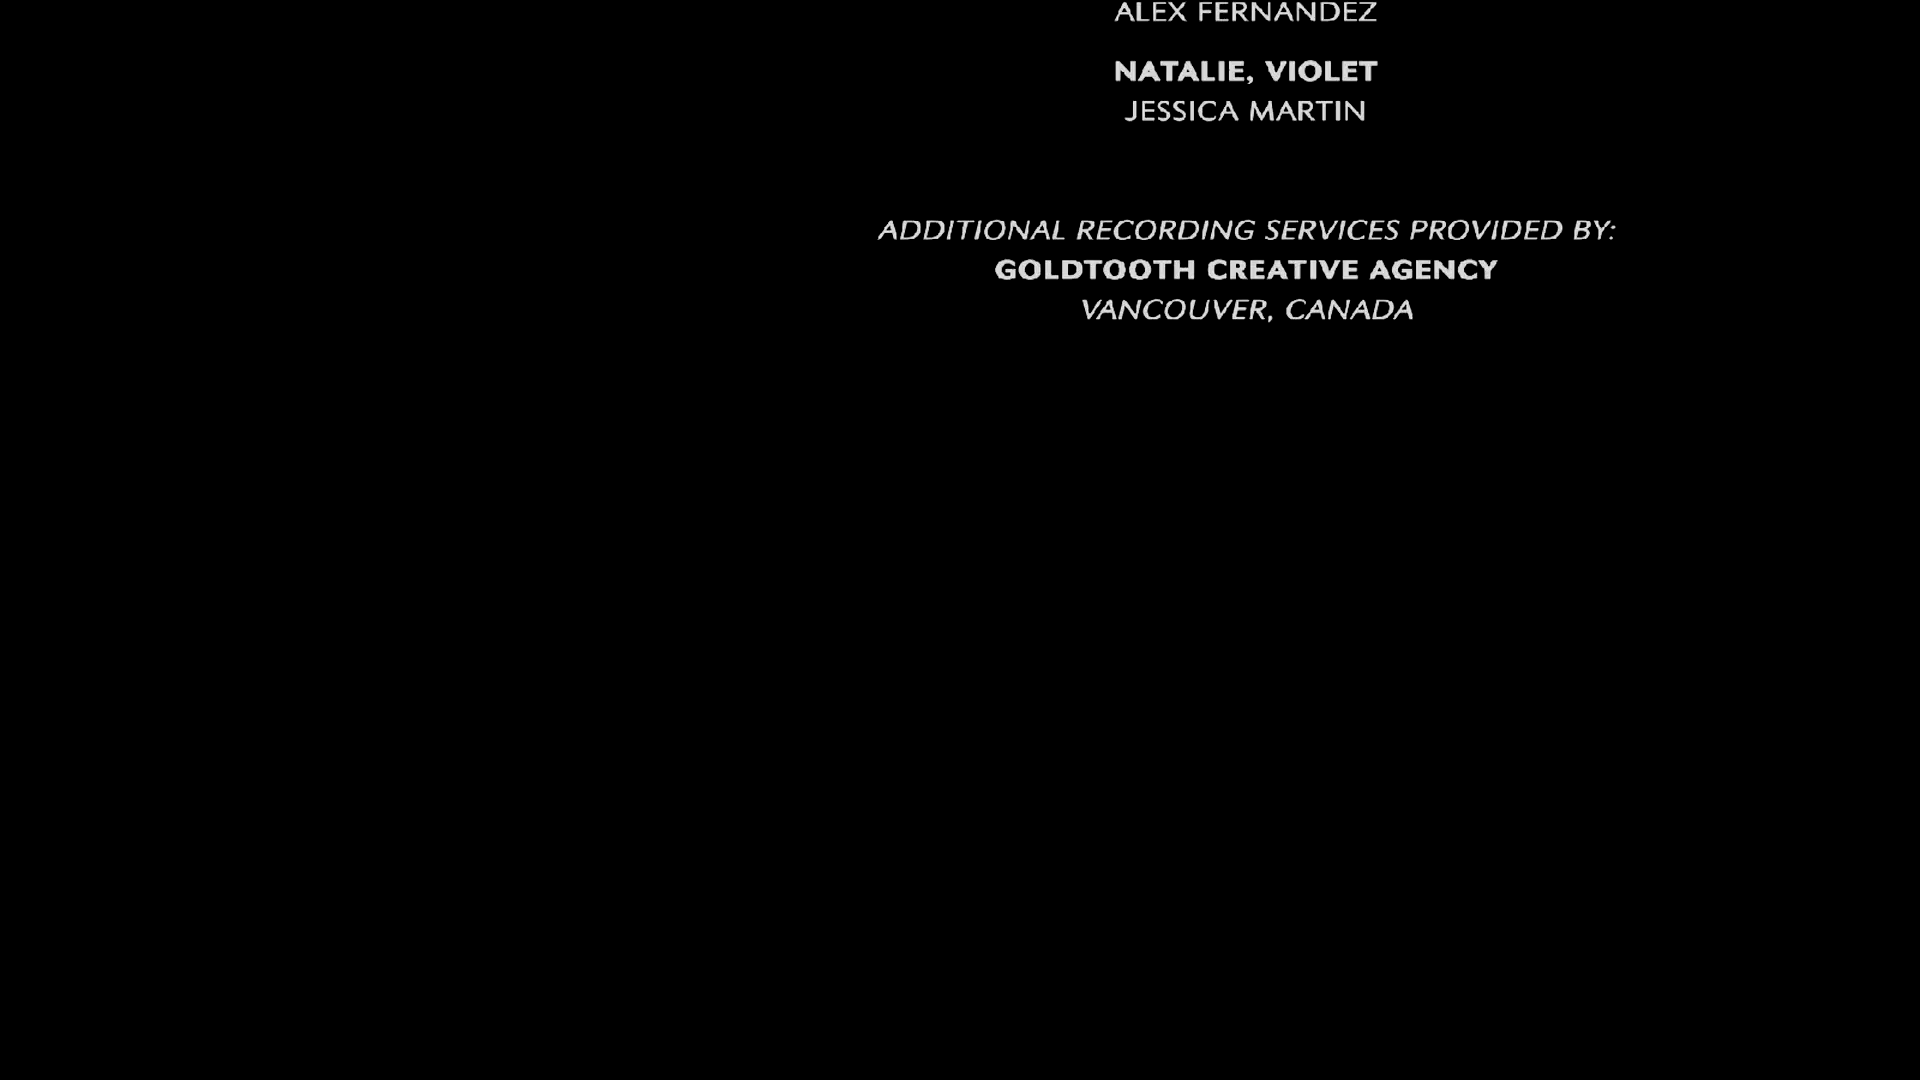 ALEX FERNANDEZ
NATALIE, VIOLET
JESSICA MARTIN
ADDITIONAL RECORDING SERVICES PROVIDED BY:
GOLDTOOTH CREATIVE AGENCY
VANCOUVER, CANADA